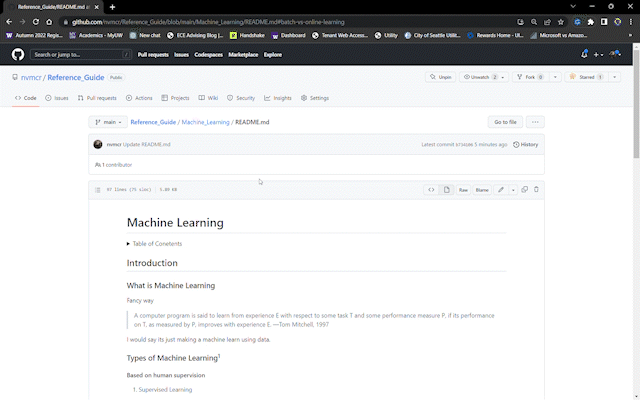 Reference_Guide/README.md at m
github.com/nvmcr/Reference_Guide/blob/main/Machine_Learning/README.md#batch-vs-online-learning
Autumn 2022 Regis... Academics - MyUW New chat ECE Advising Blog |... Handshake Dashboard Tenant Web Access... Utility City of Seattle Utiliti... Rewards Home - UI... Microsoft vs Amazo...
Search or jump to... / Pull requests Issues Codespaces Marketplace Explore
nvmcr / Reference_Guide Public Unpin Unwatch 2 Fork 0 Starred 1
Code Issues Pull requests Actions Projects Wiki Security Insights Settings
main Reference_Guide / Machine_Learning / README.md Go to file ...
nvmcr Update README.md Latest commit 5 minutes ago History
1 contributor
97 lines (75 sloc) 5.88 KB Raw Blame
Machine Learning
Table of Conetents
Introduction
What is Machine Learning
Fancy way
A computer program is said to learn from experience E with respect to some task T and some performance measure P, if its performance
on T, as measured by P, improves with experience E. —Tom Mitchell, 1997
I would say its just making a machine learn using data.
Types of Machine Learning1
Based on human supervision
1. Supervised Learning